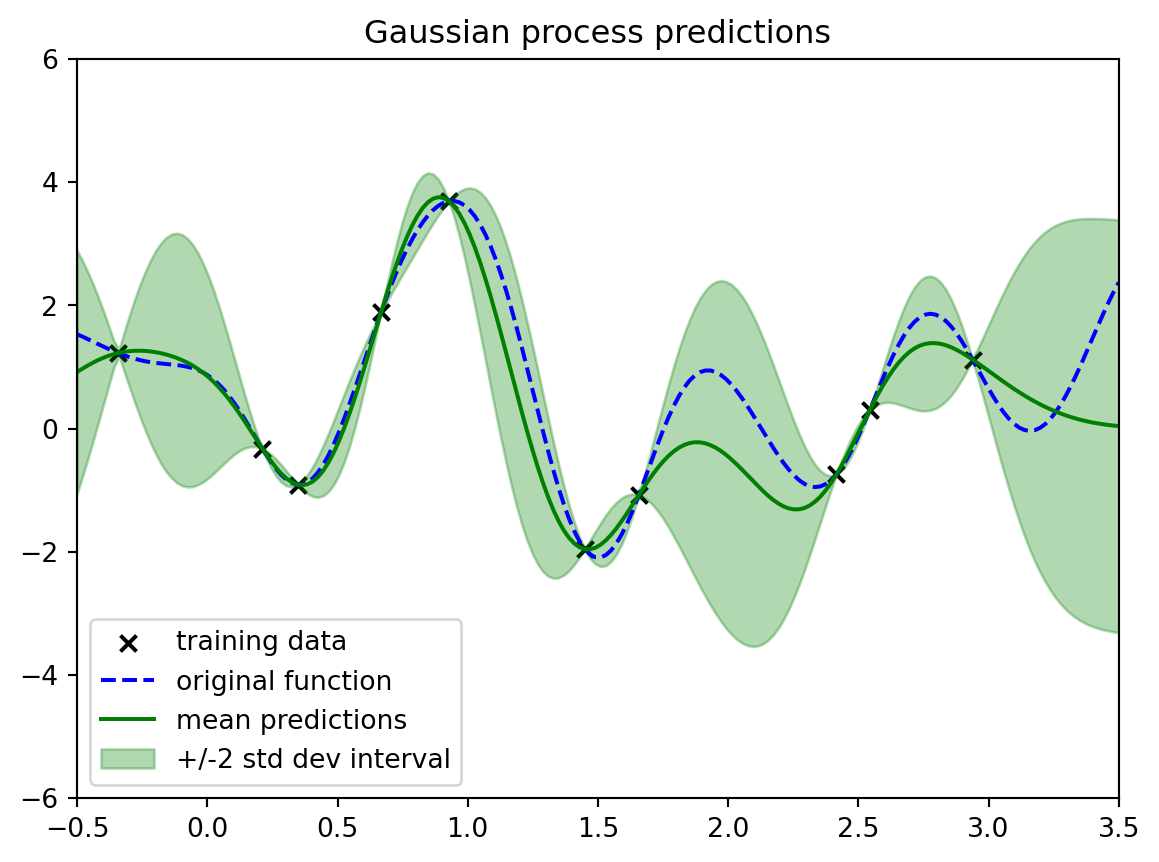 Gaussian process predictions
6
4
2
0
−2
−4
−6
training data
original function
mean predictions
+/-2 std dev interval
−0.5 0.0 0.5 1.0 1.5 2.0 2.5 3.0 3.5